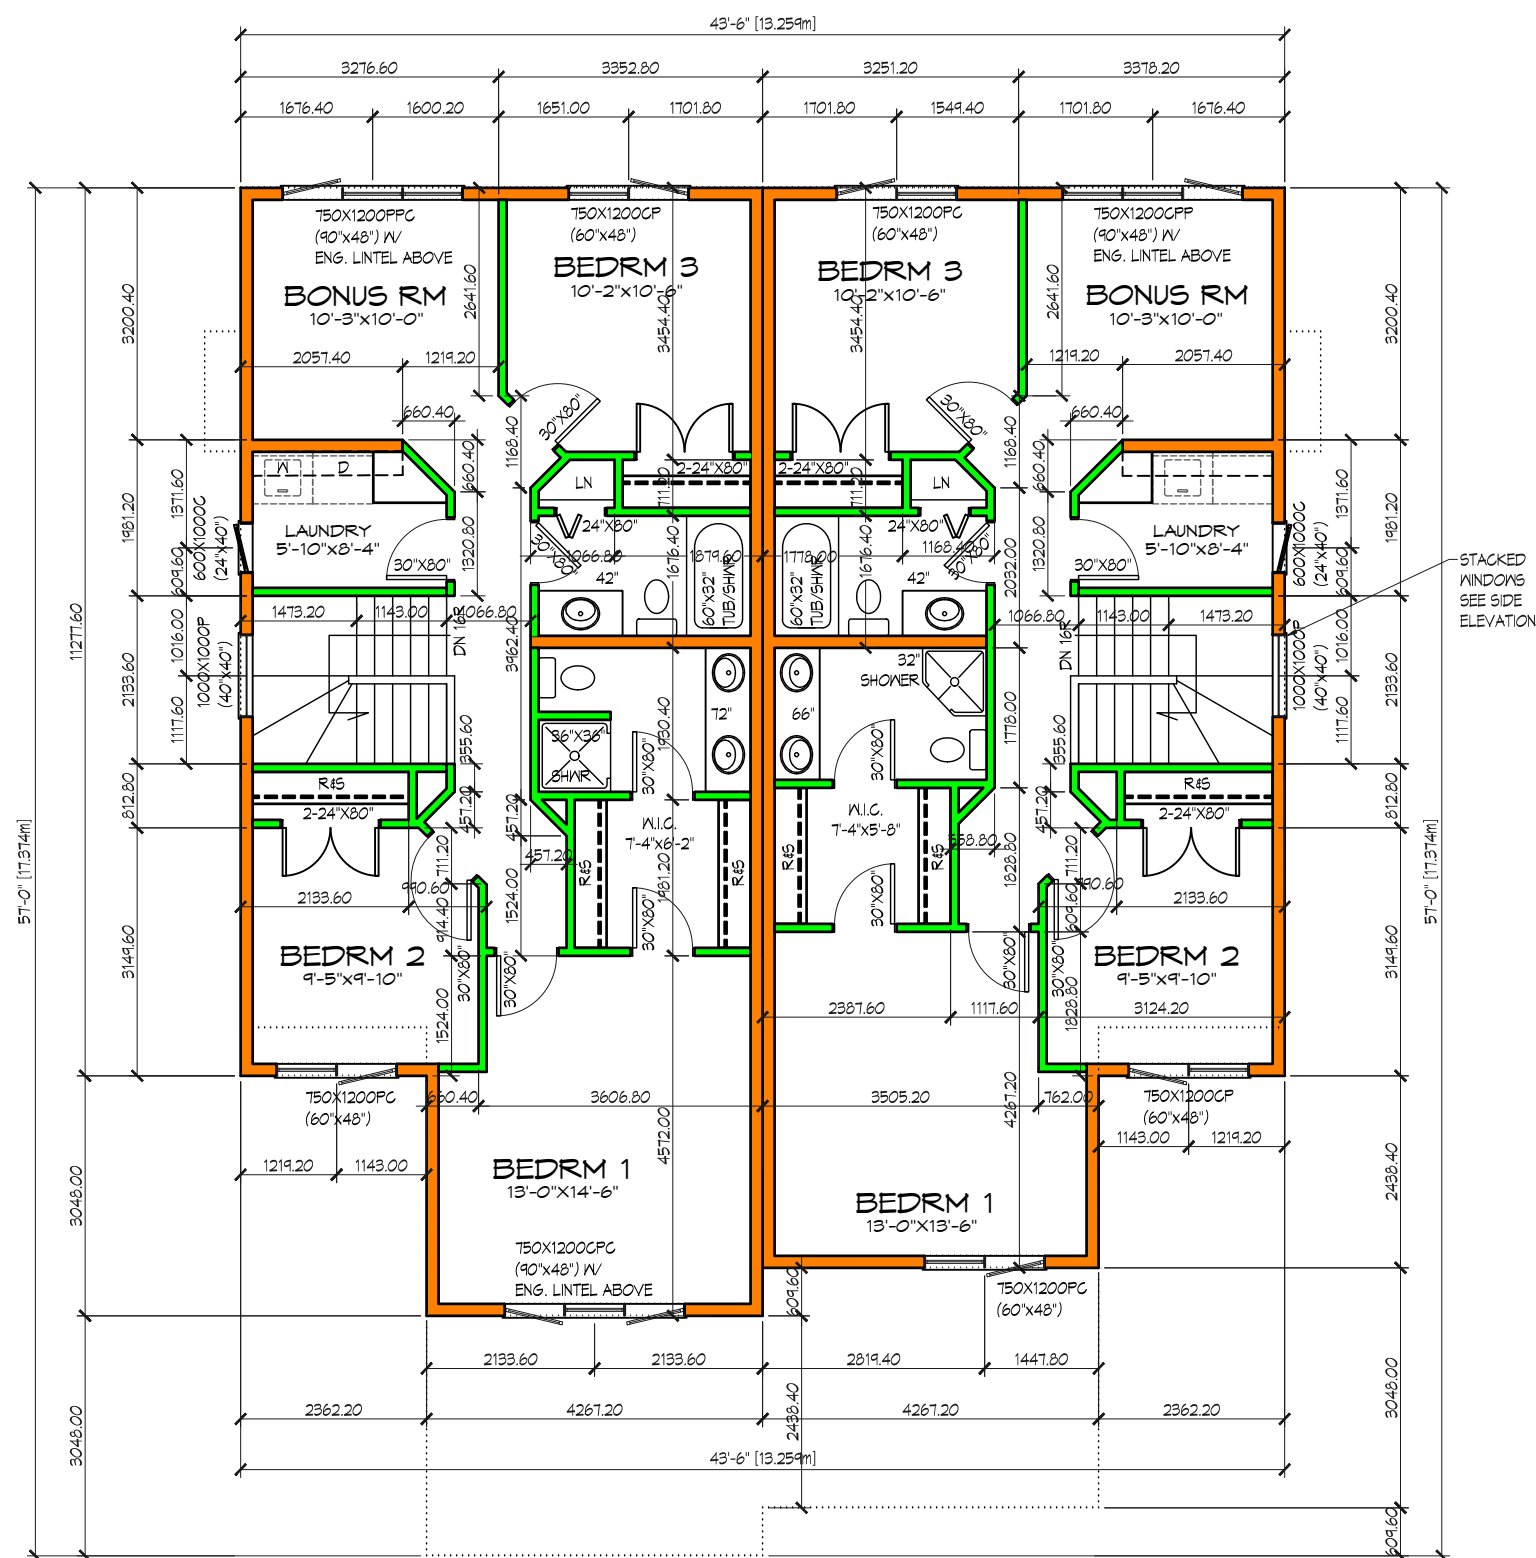 43'-6" [13.259m]
3276.60 3352.80 3251.20 3378.20
1676.40 1600.20 1651.00 1701.80 1701.80 1549.40 1701.80 1676.40
750X1200PPC
(90"x48") W/
ENG. LINTEL ABOVE
750X1200CP
(60"x48")
750X1200PC
(60"x48")
750X1200CPP
(90"x48") W/
ENG. LINTEL ABOVE
BONUS RM
10'-3"x10'-0"
BEDRM 3
10'-2"x10'-6"
BEDRM 3
10'-2"x10'-6"
BONUS RM
10'-3"x10'-0"
3200.40
2641.60
3454.40
3454.40
2641.60
3200.40
2057.40 1219.20
1219.20 2057.40
660.40
30"X80"
30"X80"
660.40
1168.40
660.40
1168.40
660.40
W D
LN
2-24"X80"
2-24"X80"
LN
711.20
711.20
1371.60
1981.20
609.60
600X1000C
(24"x40")
LAUNDRY
5'-10"x8'-4"
30"X80"
1320.80
24"X80"
24"X80"
30"X80"
30"X80"
1066.80 1879.60 1778.00 1168.40
1676.40
1676.40
2032.00
1320.80
LAUNDRY
5'-10"x8'-4"
30"X80"
1371.60
1981.20
609.60
600X1000C
(24"x40")
STACKED
WINDOWS
SEE SIDE
ELEVATION
42"
60"X32"
TUB/SHWR
60"X32"
TUB/SHWR
42"
1473.20 1143.00 1066.80
1066.80 1143.00 1473.20
DN 16R
DN 16R
11277.60
2133.60
1016.00
1117.60
1000X1000P
(40"x40")
3962.40
355.60
1000X1000P
(40"x40")
1016.00
1117.60
2133.60
355.60
36"X36"
SHWR
72"
66"
32"
SHOWER
1930.40
1778.00
30"X80"
30"X80"
812.80
R&S
2-24"X80"
457.20
457.20
457.20
W.I.C.
7'-4"x6'-2"
R&S
R&S
W.I.C.
7'-4"x5'-8"
R&S
R&S
2-24"X80"
457.20
812.80
1981.20
30"X80"
30"X80"
1828.80
711.20
990.60
2133.60
914.40
1524.00
711.20
609.60
2133.60
57'-0" [17.374m]
57'-0" [17.374m]
3149.60
BEDRM 2
9'-5"x9'-10"
30"X80"
30"X80"
1524.00
30"X80"
30"X80"
1828.80
BEDRM 2
9'-5"x9'-10"
3149.60
2387.60 1117.60 3124.20
750X1200PC
(60"x48")
3606.80 3505.20 762.00
4572.00
4267.20
750X1200CP
(60"x48")
1219.20 1143.00
1143.00 1219.20
3048.00
BEDRM 1
13'-0"X14'-6"
BEDRM 1
13'-0"X13'-6"
2438.40
750X1200CPC
(90"x48") W/
ENG. LINTEL ABOVE
609.60
750X1200PC
(60"x48")
2133.60 2133.60 2819.40 1447.80
2362.20 4267.20 4267.20 2362.20
3048.00
2438.40
3048.00
43'-6" [13.259m]
609.60